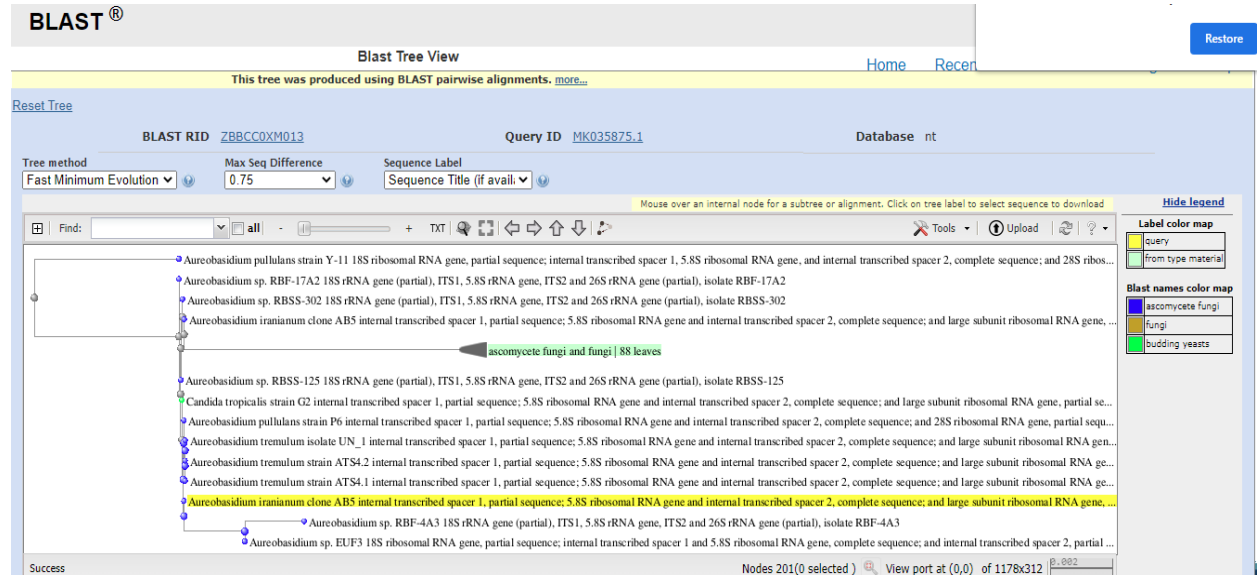 BLAST ®
Restore
Blast Tree View
Home Recen
This tree was produced using BLAST pairwise alignments. more...
Reset Tree
BLAST RID ZBBCC0XM013 Query ID MK035875.1 Database nt
Tree method Max Seq Difference Sequence Label
Fast Minimum Evolution 0.75 Sequence Title (if avail
Mouse over an internal node for a subtree or alignment. Click on tree label to select sequence to download Hide legend
Find: all - + TXT Tools Upload ?
Label color map
query
from type material
Blast names color map
ascomycete fungi
fungi
budding yeasts
Aureobasidium pullulans strain Y-11 18S ribosomal RNA gene, partial sequence; internal transcribed spacer 1, 5.8S ribosomal RNA gene, and internal transcribed spacer 2, complete sequence; and 28S ribos...
Aureobasidium sp. RBF-17A2 18S rRNA gene (partial), ITS1, 5.8S rRNA gene, ITS2 and 26S rRNA gene (partial), isolate RBF-17A2
Aureobasidium sp. RBSS-302 18S rRNA gene (partial), ITS1, 5.8S rRNA gene, ITS2 and 26S rRNA gene (partial), isolate RBSS-302
Aureobasidium iranianum clone AB5 internal transcribed spacer 1, partial sequence; 5.8S ribosomal RNA gene and internal transcribed spacer 2, complete sequence; and large subunit ribosomal RNA gene, ...
ascomycete fungi and fungi | 88 leaves
Aureobasidium sp. RBSS-125 18S rRNA gene (partial), ITS1, 5.8S rRNA gene, ITS2 and 26S rRNA gene (partial), isolate RBSS-125
Candida tropicalis strain G2 internal transcribed spacer 1, partial sequence; 5.8S ribosomal RNA gene and internal transcribed spacer 2, complete sequence; and large subunit ribosomal RNA gene, partial se...
Aureobasidium pullulans strain P6 internal transcribed spacer 1, partial sequence; 5.8S ribosomal RNA gene and internal transcribed spacer 2, complete sequence; and 28S ribosomal RNA gene, partial sequ...
Aureobasidium tremulum isolate UN_1 internal transcribed spacer 1, partial sequence; 5.8S ribosomal RNA gene and internal transcribed spacer 2, complete sequence; and large subunit ribosomal RNA gen...
Aureobasidium tremulum strain ATS4.2 internal transcribed spacer 1, partial sequence; 5.8S ribosomal RNA gene and internal transcribed spacer 2, complete sequence; and large subunit ribosomal RNA ge...
Aureobasidium tremulum strain ATS4.1 internal transcribed spacer 1, partial sequence; 5.8S ribosomal RNA gene and internal transcribed spacer 2, complete sequence; and large subunit ribosomal RNA ge...
Aureobasidium iranianum clone AB5 internal transcribed spacer 1, partial sequence; 5.8S ribosomal RNA gene and internal transcribed spacer 2, complete sequence; and large subunit ribosomal RNA gene, ...
Aureobasidium sp. RBF-4A3 18S rRNA gene (partial), ITS1, 5.8S rRNA gene, ITS2 and 26S rRNA gene (partial), isolate RBF-4A3
Aureobasidium sp. EUF3 18S ribosomal RNA gene, partial sequence; internal transcribed spacer 1 and 5.8S ribosomal RNA gene, complete sequence; and internal transcribed spacer 2, partial ...
Success Nodes 201(0 selected ) View port at (0,0) of 1178x312 0.002